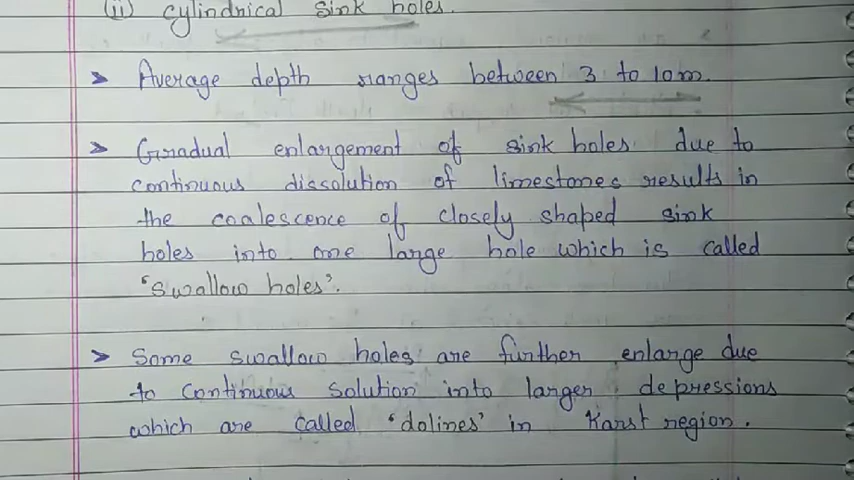 (ii) cylindrical sink holes.
➤ Average depth ranges between 3 to 10m.
➤ Gradual enlargement of sink holes due to
continuous dissolution of limestones results in
the coalescence of closely shaped sink
holes into one large hole which is called
'swallow holes'.
➤ Some swallow holes are further enlarge due
to continuous solution into larger depressions
which are called 'dolines' in Karst region.